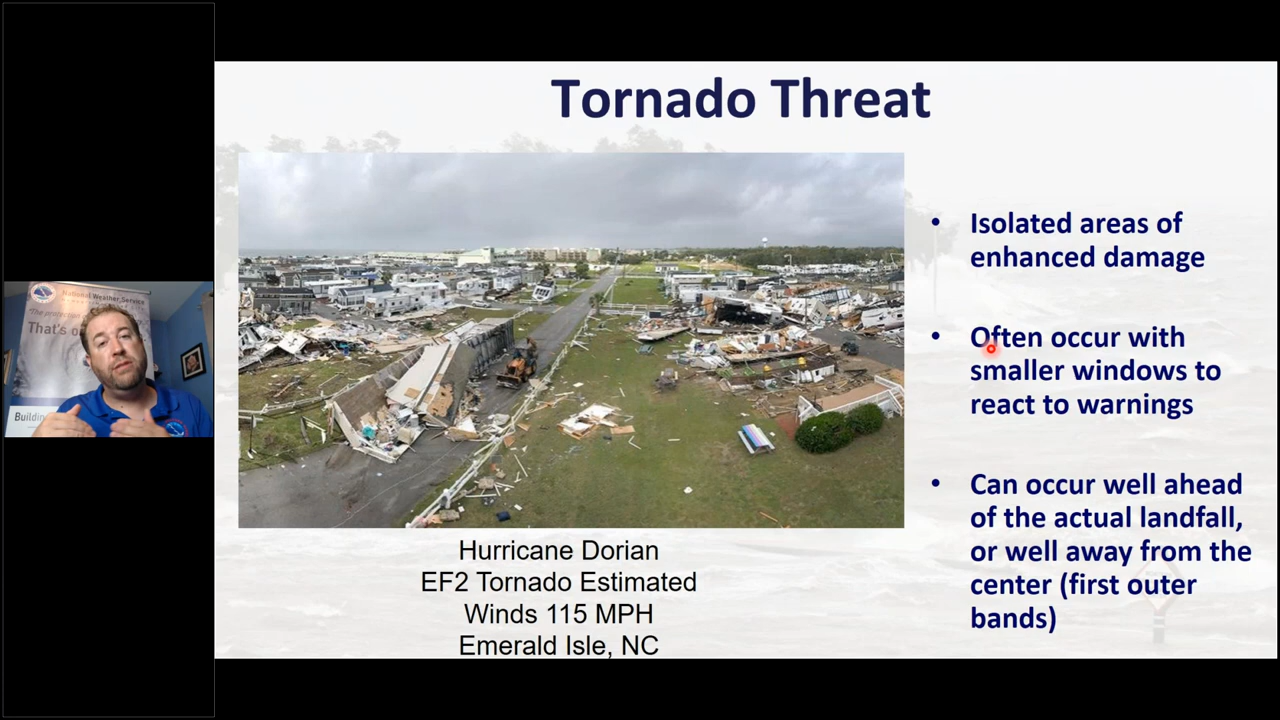 Tornado Threat
• Isolated areas of
enhanced damage
• Often occur with
smaller windows to
react to warnings
• Can occur well ahead
of the actual landfall,
or well away from the
center (first outer
bands)
Hurricane Dorian
EF2 Tornado Estimated
Winds 115 MPH
Emerald Isle, NC
National Weather Service
That's
Building